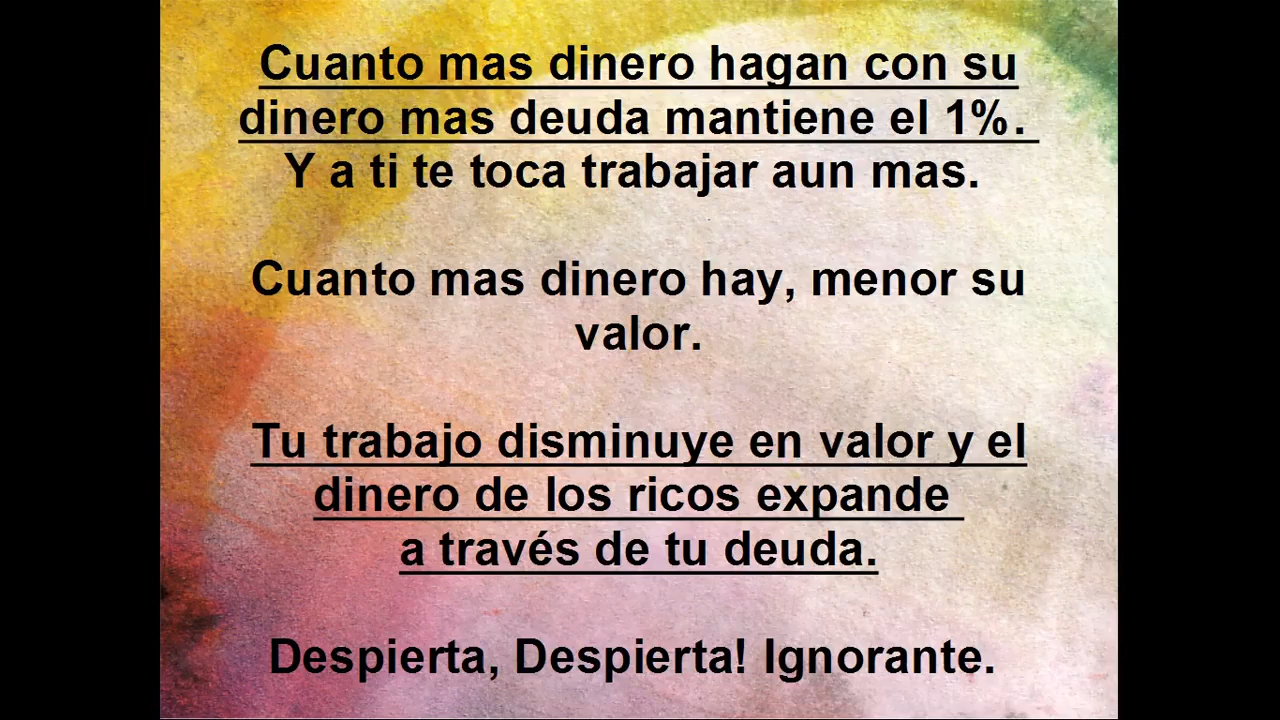 Cuanto mas dinero hagan con su
dinero mas deuda mantiene el 1%.
Y a ti te toca trabajar aun mas.
Cuanto mas dinero hay, menor su
valor.
Tu trabajo disminuye en valor y el
dinero de los ricos expande
a través de tu deuda.
Despierta, Despierta! Ignorante.